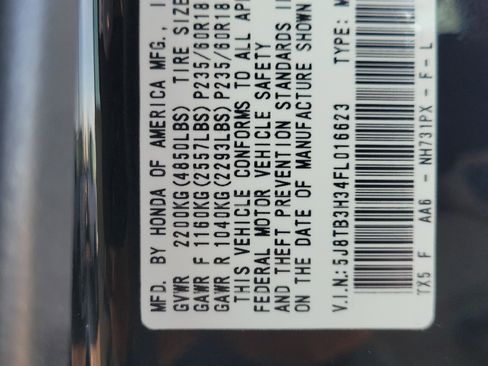 MFD. BY HONDA OF AMERICA MFG.,
GVWR 2200KG(4850LBS) TIRE SIZE
GAWR F 1160KG(2557LBS) P235/60R18
GAWR R 1040KG(2293LBS) P235/60R18
THIS VEHICLE CONFORMS TO ALL APP
FEDERAL MOTOR VEHICLE SAFETY
AND THEFT PREVENTION STANDARDS I
ON THE DATE OF MANUFACTURE SHOWN
V.I.N.: 5J8TB3H34FL016623 TYPE: M
TX5 F AA6 - NH731PX - F - L